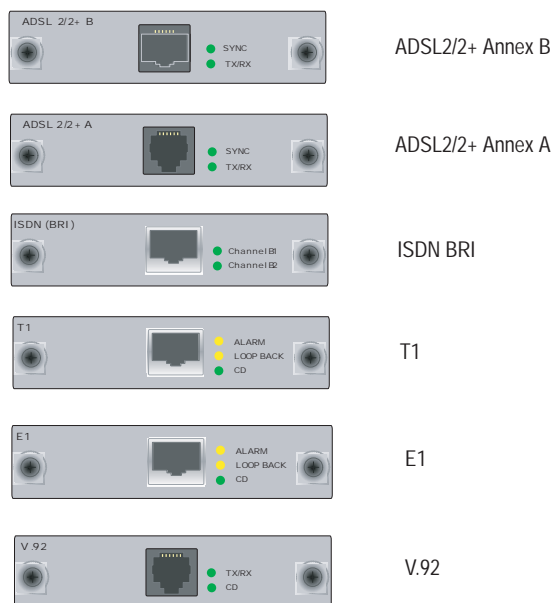 ADSL 2/2+ B
SYNC
TX/RX
ADSL2/2+ Annex B
ADSL 2/2+ A
SYNC
TX/RX
ADSL2/2+ Annex A
ISDN (BRI)
Channel B1
Channel B2
ISDN BRI
T1
ALARM
LOOP BACK
CD
T1
E1
ALARM
LOOP BACK
CD
E1
V.92
TX/RX
CD
V.92